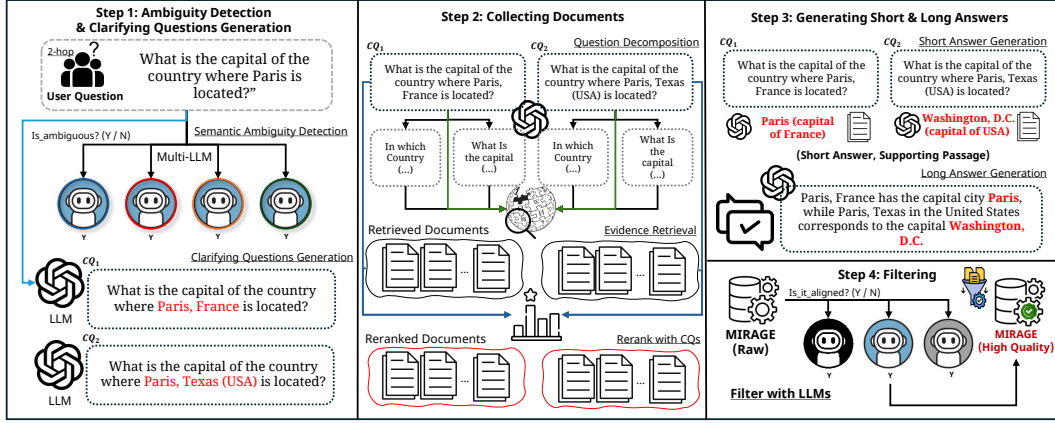 Step 1: Ambiguity Detection
& Clarifying Questions Generation
2-hop
?
User Question
What is the capital of the
country where Paris is
located?”
Is_ambiguous? (Y / N)
Semantic Ambiguity Detection
Multi-LLM
Y
Y
Y
Y
Clarifying Questions Generation
CQ1
LLM
What is the capital of the country
where Paris, France is located?
CQ2
LLM
What is the capital of the country
where Paris, Texas (USA) is located?
Step 2: Collecting Documents
Question Decomposition
CQ1
What is the capital of the
country where Paris,
France is located?
CQ2
What is the capital of the
country where Paris, Texas
(USA) is located?
In which
Country
(...)
What Is
the capital
(...)
In which
Country
(...)
What Is
the
capital
(...)
Retrieved Documents
Evidence Retrieval
...
...
Reranked Documents
Rerank with CQs
...
...
Step 3: Generating Short & Long Answers
Short Answer Generation
CQ1
What is the capital of the
country where Paris,
France is located?
CQ2
What is the capital of the
country where Paris, Texas
(USA) is located?
Paris (capital
of France)
Washington, D.C.
(capital of USA)
(Short Answer, Supporting Passage)
Long Answer Generation
Paris, France has the capital city Paris,
while Paris, Texas in the United States
corresponds to the capital Washington,
D.C.
Step 4: Filtering
Is_it_aligned? (Y / N)
MIRAGE
(Raw)
Y
Y
Y
MIRAGE
(High Quality)
Filter with LLMs